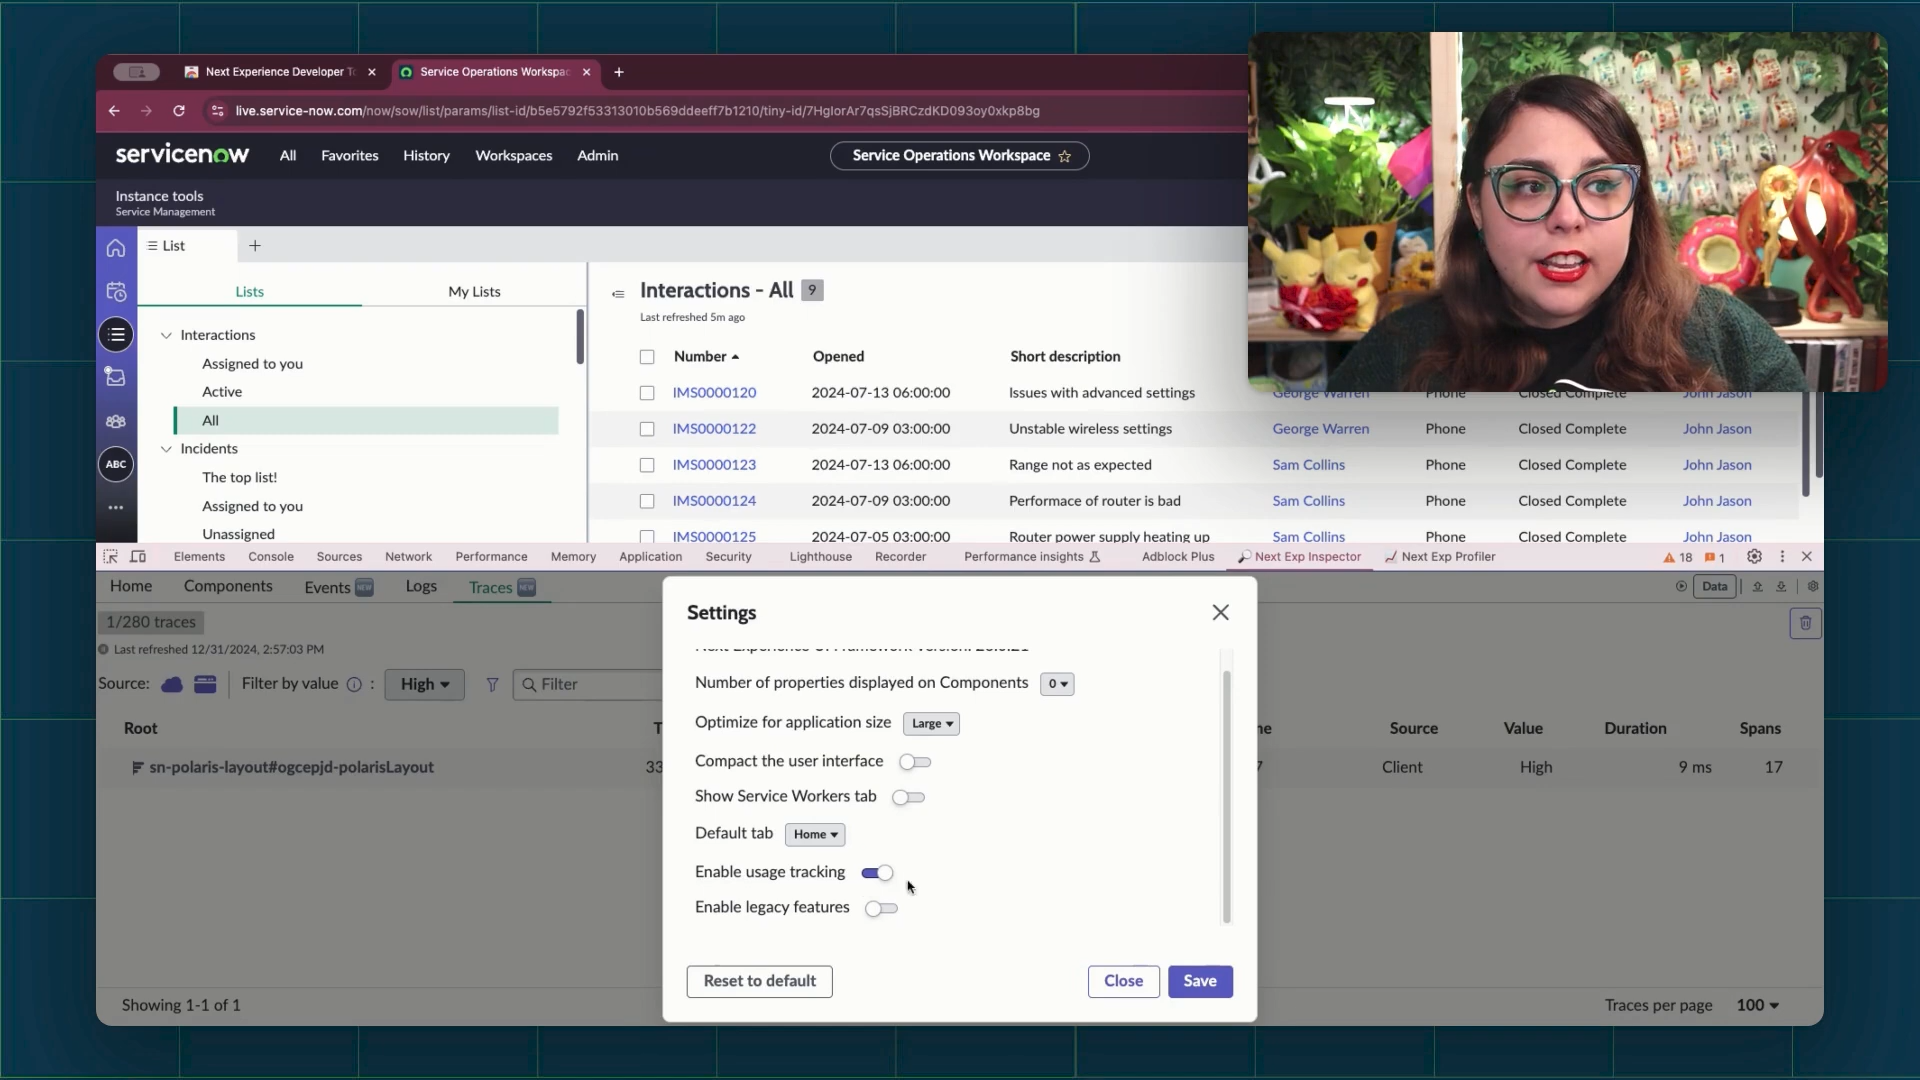 Next Experience Developer To
Service Operations Workspac
live.service-now.com/now/sow/list/params/list-id/b5e5792f53313010b569ddeeff7b1210/tiny-id/7HgIorAr7qsSjBRCzdKD093oy0xkp8bg
servicenow All Favorites History Workspaces Admin Service Operations Workspace
Instance tools
Service Management
List
Lists My Lists
Interactions - All 9
Last refreshed 5m ago
Interactions
Assigned to you
Active
All
Incidents
The top list!
Assigned to you
Unassigned
ABC
Number Opened Short description
IMS0000120 2024-07-13 06:00:00 Issues with advanced settings George Warren Phone Closed Complete John Jason
IMS0000122 2024-07-09 03:00:00 Unstable wireless settings George Warren Phone Closed Complete John Jason
IMS0000123 2024-07-13 06:00:00 Range not as expected Sam Collins Phone Closed Complete John Jason
IMS0000124 2024-07-09 03:00:00 Performace of router is bad Sam Collins Phone Closed Complete John Jason
IMS0000125 2024-07-05 03:00:00 Router power supply heating up Sam Collins Phone Closed Complete John Jason
Elements Console Sources Network Performance Memory Application Security Lighthouse Recorder Performance insights Adblock Plus Next Exp Inspector Next Exp Profiler 18 1
Home Components Events NEW Logs Traces NEW Data
1/280 traces
Last refreshed 12/31/2024, 2:57:03 PM
Source: Filter by value : High Filter
Root Source Value Duration Spans
sn-polaris-layout#ogcepjd-polarisLayout 33 Client High 9 ms 17
Settings
Number of properties displayed on Components 0
Optimize for application size Large
Compact the user interface
Show Service Workers tab
Default tab Home
Enable usage tracking
Enable legacy features
Reset to default Close Save
Showing 1-1 of 1 Traces per page 100